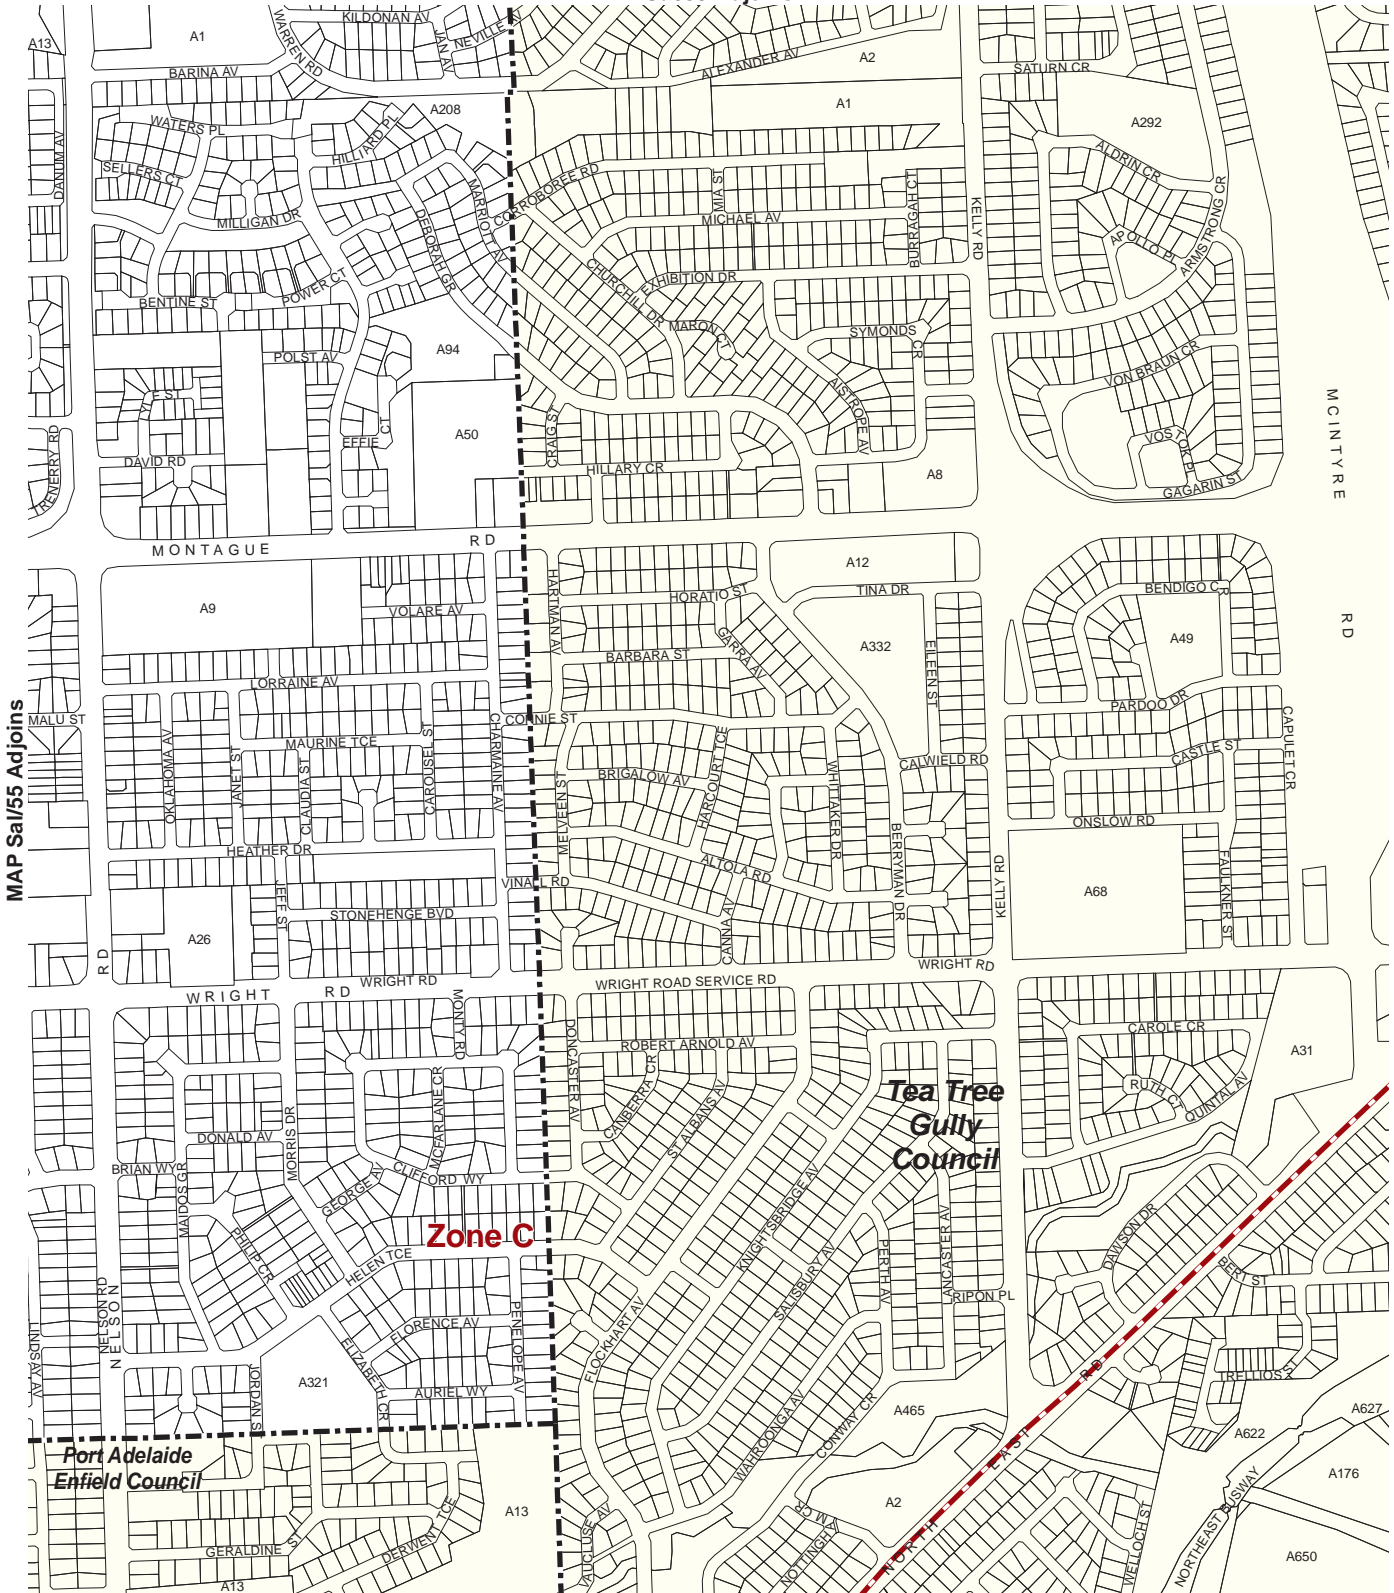 KILDONAN AV
A13
A1
WARREN RD
JAN AV
NEVILLE
ALEXANDER AV
A2
SATURN CR
BARINA AV
A208
A1
A292
WATERS PL
HILLIARD PL
DANUM AV
SELLERS CT
ALDRIN CR
MARRIOTT AV
CORROBOREE RD
MIA ST
BURRAGAH CT
KELLY RD
MILLIGAN DR
DEBORAH GR
MICHAEL AV
APOLLO PL
ARMSTRONG CR
BENTINE ST
POWER CT
CHURCHILL DR
EXHIBITION DR
MARON CT
SYMONDS
CR
POLST AV
A94
VON BRAUN CR
AISTROPE AV
MCINTYRE
YLE ST
EFFIE
CT
A50
CRAIG ST
VOSTOK PL
TRENERRY RD
DAVID RD
HILLARY CR
A8
GAGARIN ST
MONTAGUE
RD
A12
HARTMAN AV
HORATIO ST
TINA DR
BENDIGO CR
A9
VOLARE AV
RD
A49
A332
EILEEN ST
GARRA AV
BARBARA ST
LORRAINE AV
PARDOO DR
MAP Sal/55 Adjoins
MALU ST
CONNIE ST
CHARMAINE AV
OKLAHOMA AV
JANET ST
MAURINE TCE
CLAUDIA ST
CAROUSEL ST
HARCOURT TCE
CASTLE ST
CAPULET CR
CALWIELD RD
BRIGALOW AV
WHITTAKER DR
MELVEEN ST
ONSLOW RD
BERRYMAN DR
HEATHER DR
ALTOLA RD
FAULKNER ST
VINALL RD
JEFF ST
KELLY RD
A68
STONEHENGE BVD
CANNA AV
A26
RD
WRIGHT RD
WRIGHT RD
WRIGHT
RD
WRIGHT ROAD SERVICE RD
MONTY RD
DONCASTER AV
CAROLE CR
ROBERT ARNOLD AV
A31
CANBERRA CR
ST ALBANS AV
Tea Tree
Gully
Council
RUTH CT
QUINTAL AV
MCFARLANE CR
MORRIS DR
DONALD AV
BRIAN WY
MAIDOS GR
GEORGE AV
CLIFFORD WY
KNIGHTSBRIDGE AV
LANCASTER AV
DAWSON DR
Zone C
PHILIP CR
HELEN TCE
PERTH AV
SALISBURY AV
BERT ST
RIPON PL
NELSON RD
NELSON
LINDSAY AV
FLORENCE AV
PENELOPE AV
FLOCKHART AV
ELIZABETH CR
RD
TRELLIOS ST
A321
AURIEL WY
JORDAN ST
WAHROONGA AV
CONWAY CR
A465
A627
A622
EAST
Port Adelaide
Enfield Council
A176
A13
A2
NORTHEAST BUSWAY
DERWENT TCE
VAUCLUSE AV
NOTTINGHAM CR
NORTH
WELLOCH ST
GERALDINE ST
A13
A650